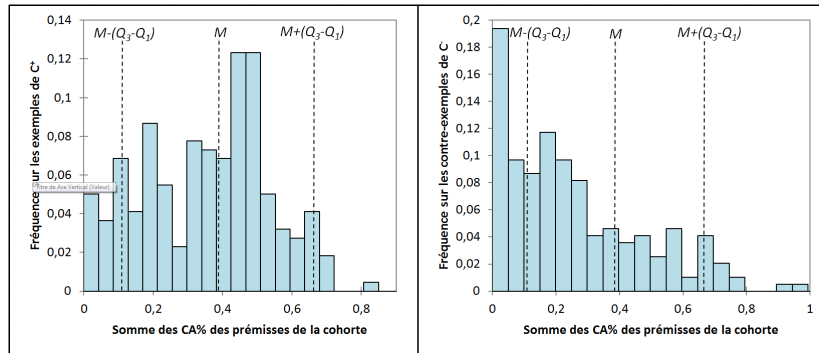 0,14
0,12
0,1
0,08
0,06
0,04
0,02
0
Fréquence sur les exemples de C⁺
Titre de Axe Vertical (Valeur)
M-(Q₃-Q₁)
M
M+(Q₃-Q₁)
0
0,2
0,4
0,6
0,8
Somme des CA% des prémisses de la cohorte
0,2
0,18
0,16
0,14
0,12
0,1
0,08
0,06
0,04
0,02
0
Fréquence sur les contre-exemples de C⁻
M-(Q₃-Q₁)
M
M+(Q₃-Q₁)
0
0,2
0,4
0,6
0,8
1
Somme des CA% des prémisses de la cohorte